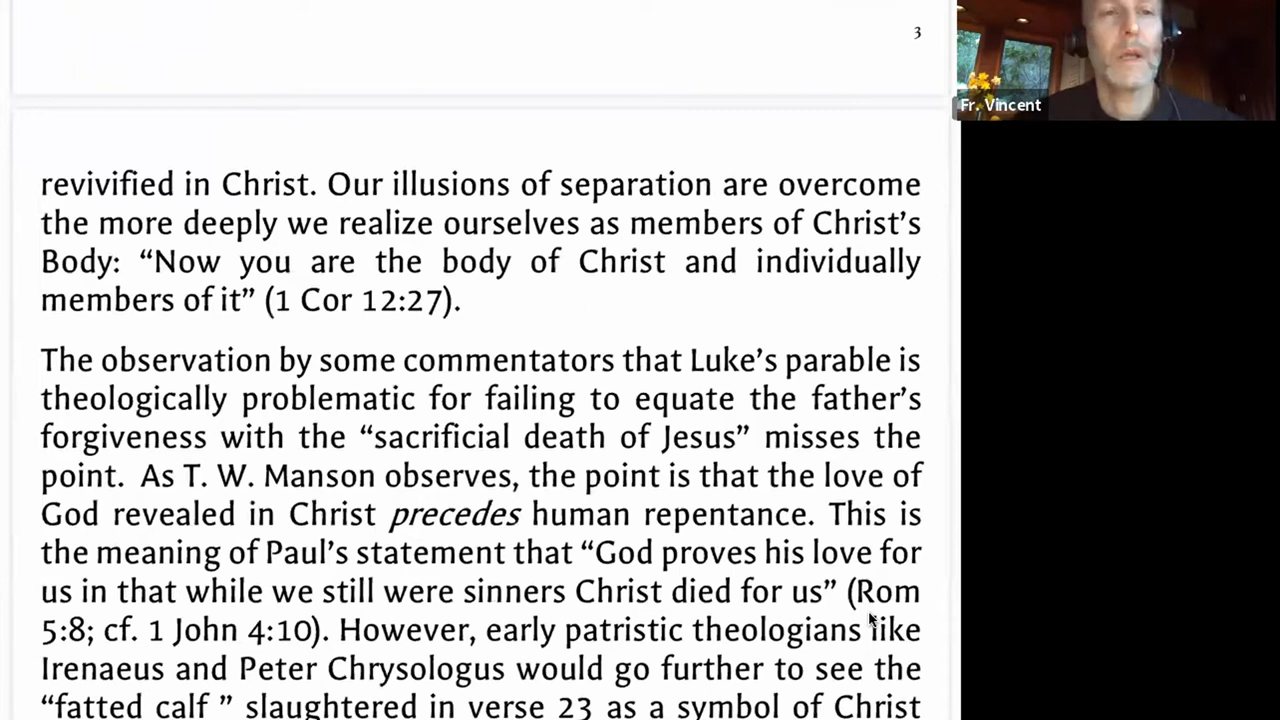 3
Fr. Vincent
revivified in Christ. Our illusions of separation are overcome
the more deeply we realize ourselves as members of Christ’s
Body: “Now you are the body of Christ and individually
members of it” (1 Cor 12:27).
The observation by some commentators that Luke’s parable is
theologically problematic for failing to equate the father’s
forgiveness with the “sacrificial death of Jesus” misses the
point. As T. W. Manson observes, the point is that the love of
God revealed in Christ precedes human repentance. This is
the meaning of Paul’s statement that “God proves his love for
us in that while we still were sinners Christ died for us” (Rom
5:8; cf. 1 John 4:10). However, early patristic theologians like
Irenaeus and Peter Chrysologus would go further to see the
“fatted calf ” slaughtered in verse 23 as a symbol of Christ